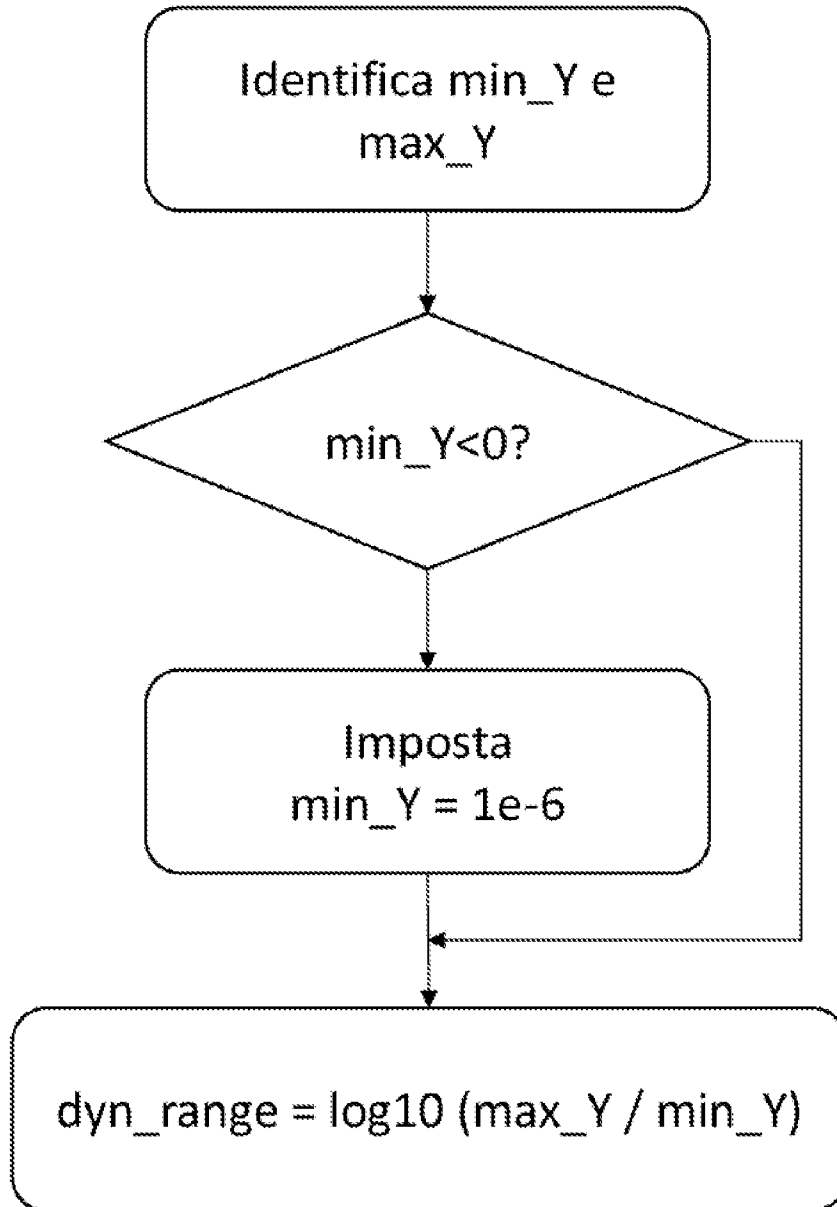 Identifica min_Y e
max_Y
min_Y<0?
Imposta
min_Y = 1e-6
dyn_range = log10 (max_Y / min_Y)